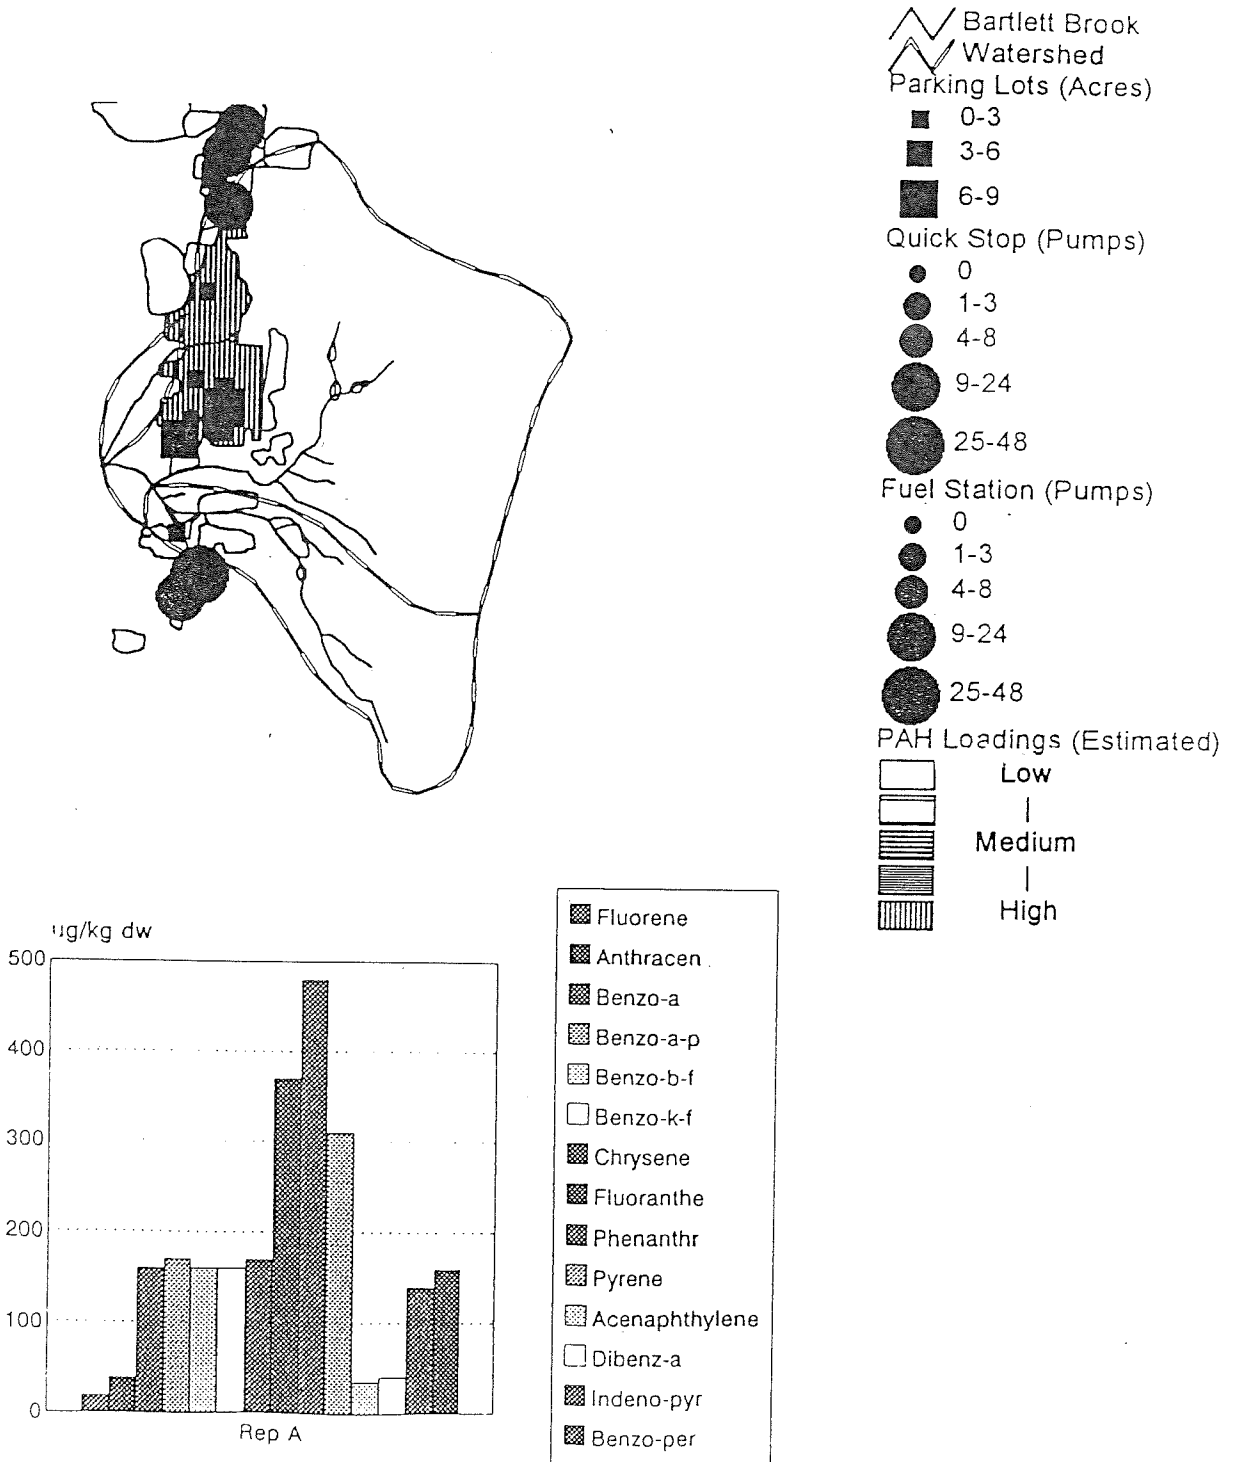 Bartlett Brook
Watershed
Parking Lots (Acres)
0-3
3-6
6-9
Quick Stop (Pumps)
0
1-3
4-8
9-24
25-48
Fuel Station (Pumps)
0
1-3
4-8
9-24
25-48
PAH Loadings (Estimated)
Low
Medium
High
ug/kg dw
500
400
300
200
100
0
Rep A
Fluorene
Anthracen
Benzo-a
Benzo-a-p
Benzo-b-f
Benzo-k-f
Chrysene
Fluoranthe
Phenanthr
Pyrene
Acenaphthylene
Dibenz-a
Indeno-pyr
Benzo-per